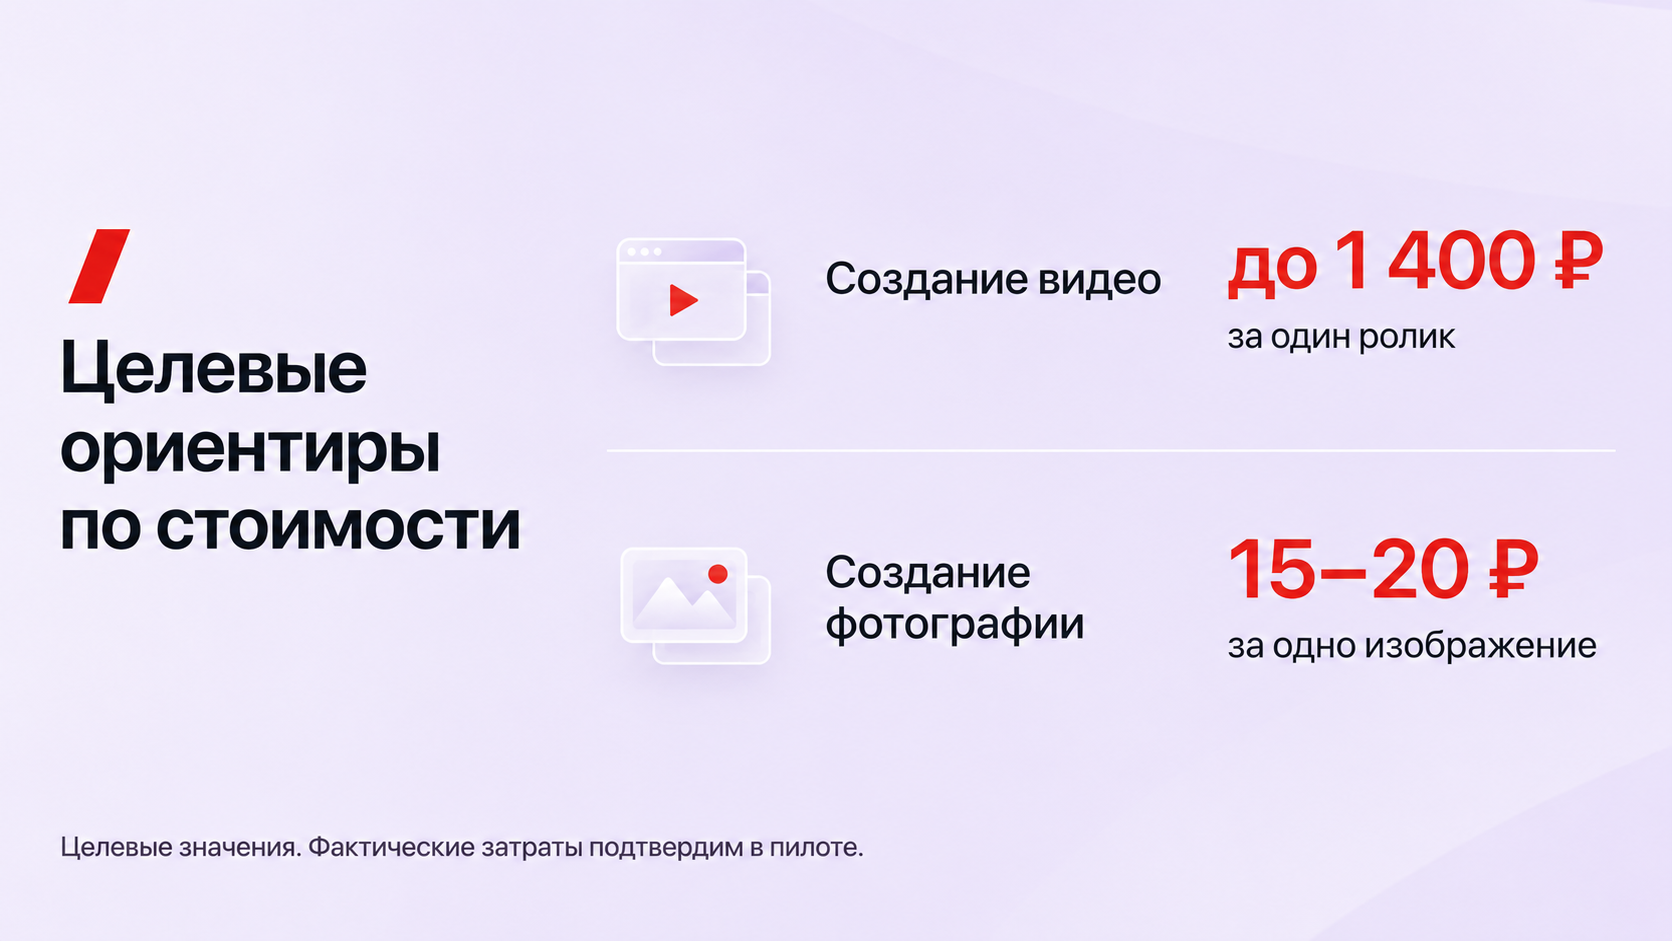 Целевые
ориентиры
по стоимости
Создание видео
до 1 400 ₽
за один ролик
Создание
фотографии
15–20 ₽
за одно изображение
Целевые значения. Фактические затраты подтвердим в пилоте.